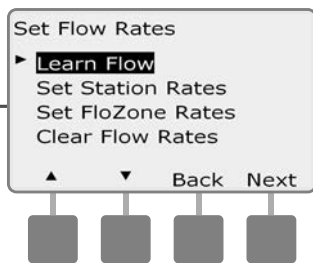 Set Flow Rates
► Learn Flow
Set Station Rates
Set FloZone Rates
Clear Flow Rates
▲ ▼ Back Next